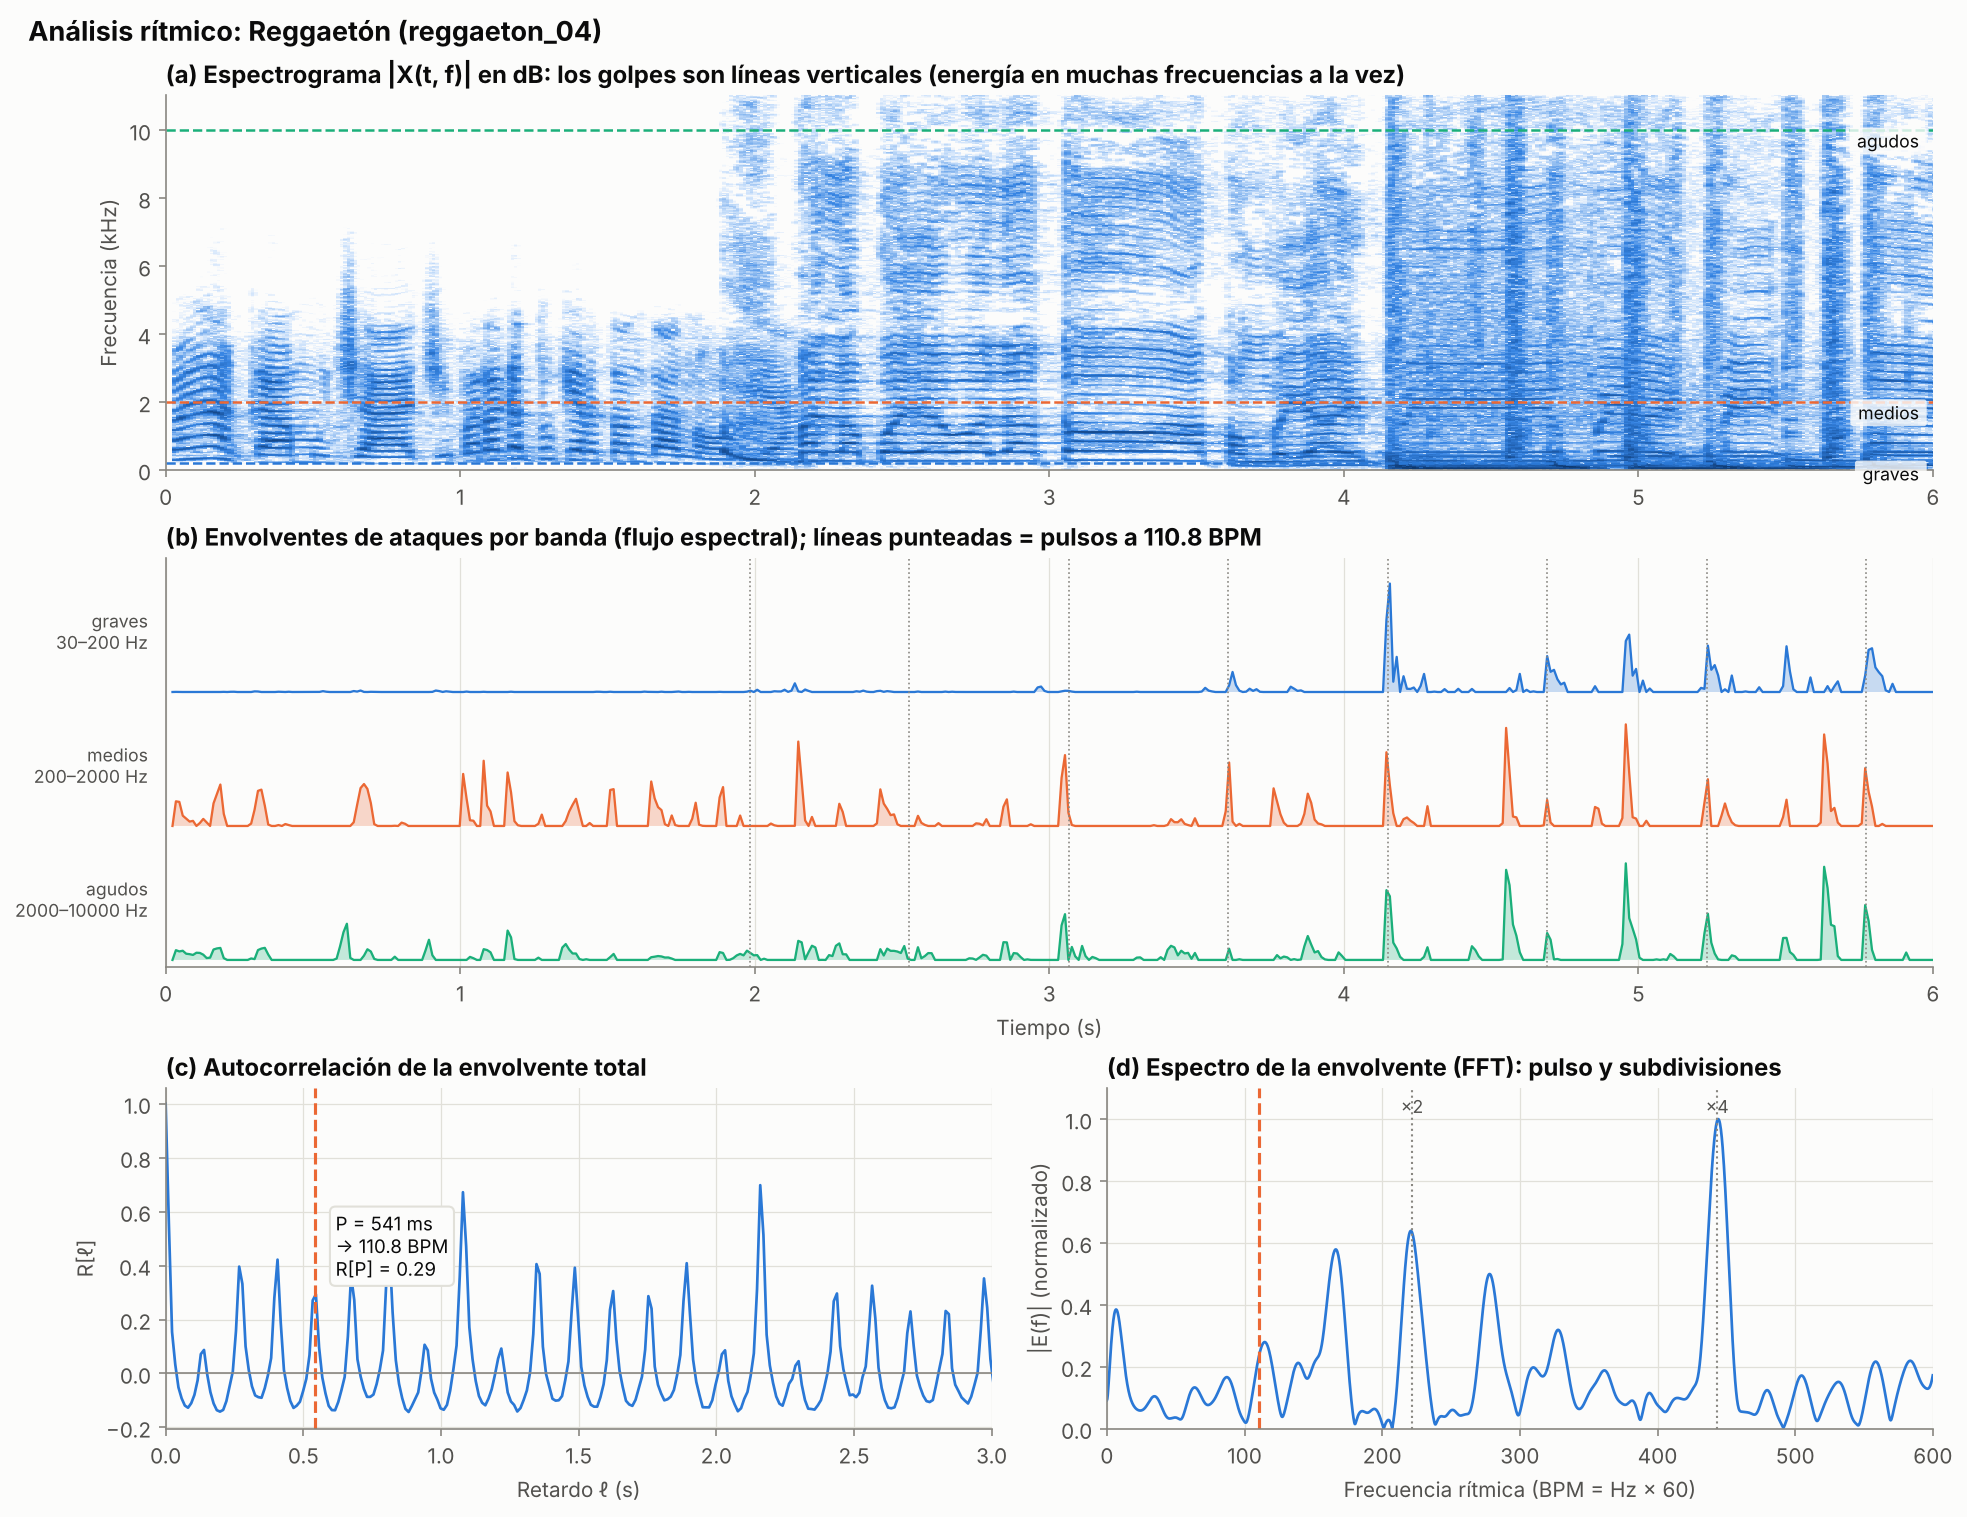 Análisis rítmico: Reggaetón (reggaeton_04)
(a) Espectrograma |X(t, f)| en dB: los golpes son líneas verticales (energía en muchas frecuencias a la vez)
Frecuencia (kHz)
10
8
6
4
2
0
agudos
medios
graves
0 1 2 3 4 5 6
(b) Envolventes de ataques por banda (flujo espectral); líneas punteadas = pulsos a 110.8 BPM
graves
30–200 Hz
medios
200–2000 Hz
agudos
2000–10000 Hz
0 1 2 3 4 5 6
Tiempo (s)
(c) Autocorrelación de la envolvente total
R[ℓ]
1.0
0.8
0.6
0.4
0.2
0.0
−0.2
P = 541 ms
→ 110.8 BPM
R[P] = 0.29
0.0 0.5 1.0 1.5 2.0 2.5 3.0
Retardo ℓ (s)
(d) Espectro de la envolvente (FFT): pulso y subdivisiones
|E(f)| (normalizado)
×2 ×4
1.0
0.8
0.6
0.4
0.2
0.0
0 100 200 300 400 500 600
Frecuencia rítmica (BPM = Hz × 60)